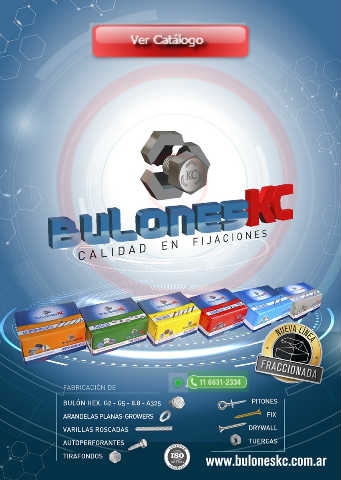 Ver Catálogo
KC
BULONESKC
CALIDAD EN FIJACIONES
NUEVA LINEA
FRACCIONADA
FABRICACIÓN DE
11 6631-2334
BULÓN HEX. G2 - G5 - 8.8 - A325
ARANDELAS PLANAS-GROWERS
VARILLAS ROSCADAS
AUTOPERFORANTES
TIRAFONDOS
PITONES
FIX
DRYWALL
TUERCAS
ISO
www.buloneskc.com.ar